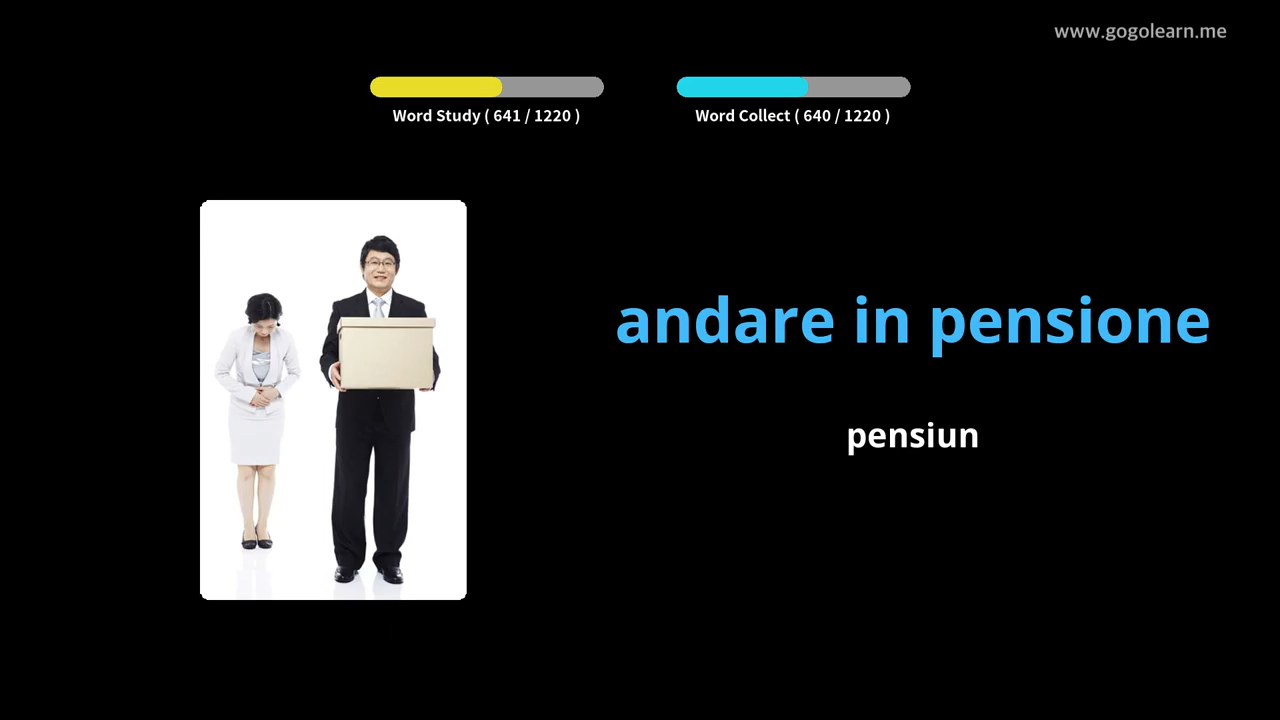 www.gogolearn.me
Word Study ( 641 / 1220 )
Word Collect ( 640 / 1220 )
andare in pensione
pensiun